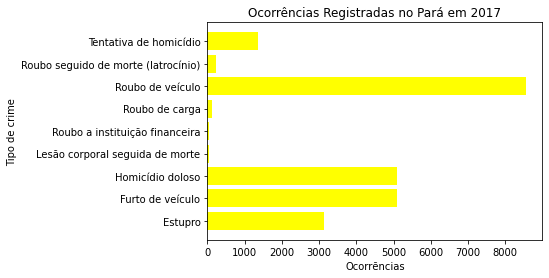 Ocorrências Registradas no Pará em 2017
Tipo de crime
Tentativa de homicídio
Roubo seguido de morte (latrocínio)
Roubo de veículo
Roubo de carga
Roubo a instituição financeira
Lesão corporal seguida de morte
Homicídio doloso
Furto de veículo
Estupro
0 1000 2000 3000 4000 5000 6000 7000 8000
Ocorrências